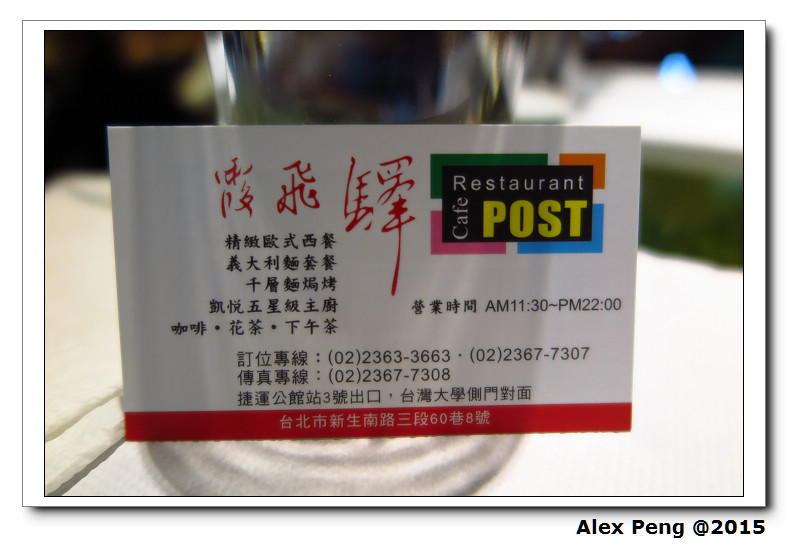 霞飛驛
Restaurant
Cafe
POST
精緻歐式西餐
義大利麵套餐
千層麵焗烤
凱悅五星級主廚
咖啡•花茶•下午茶
營業時間 AM11:30~PM22:00
訂位專線：(02)2363-3663．(02)2367-7307
傳真專線：(02)2367-7308
捷運公館站3號出口，台灣大學側門對面
台北市新生南路三段60巷8號
Alex Peng @2015